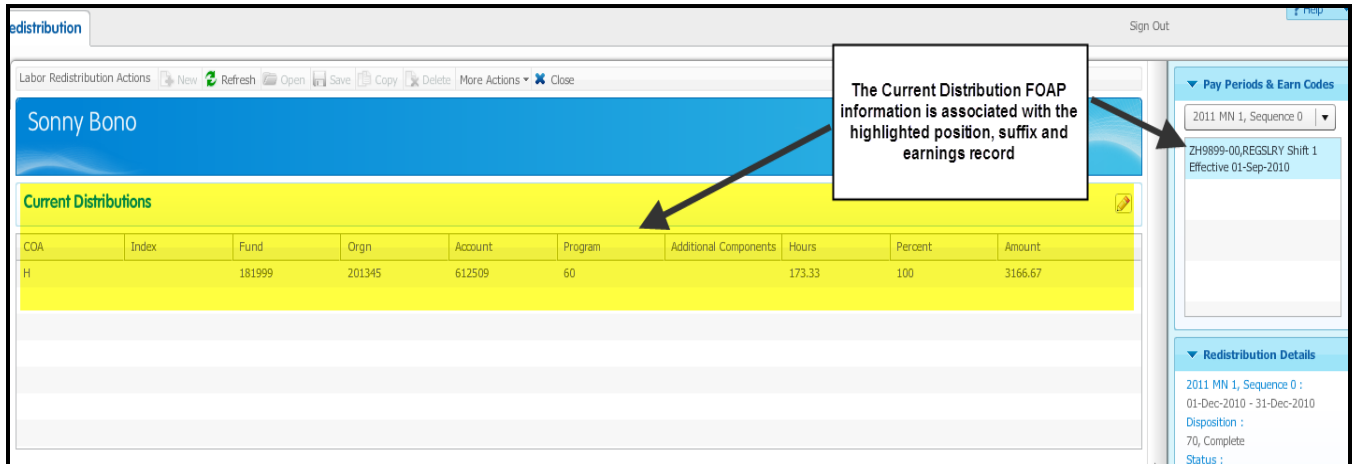 edistribution
Sign Out
? Help
Labor Redistribution Actions New Refresh Open Save Copy Delete More Actions Close
Sonny Bono
The Current Distribution FOAP
information is associated with the
highlighted position, suffix and
earnings record
Current Distributions
COA Index Fund Orgn Account Program Additional Components Hours Percent Amount
H 181999 201345 612509 60 173.33 100 3166.67
Pay Periods & Earn Codes
2011 MN 1, Sequence 0
ZH9899-00,REGSLRY Shift 1
Effective 01-Sep-2010
Redistribution Details
2011 MN 1, Sequence 0 :
01-Dec-2010 - 31-Dec-2010
Disposition :
70, Complete
Status :